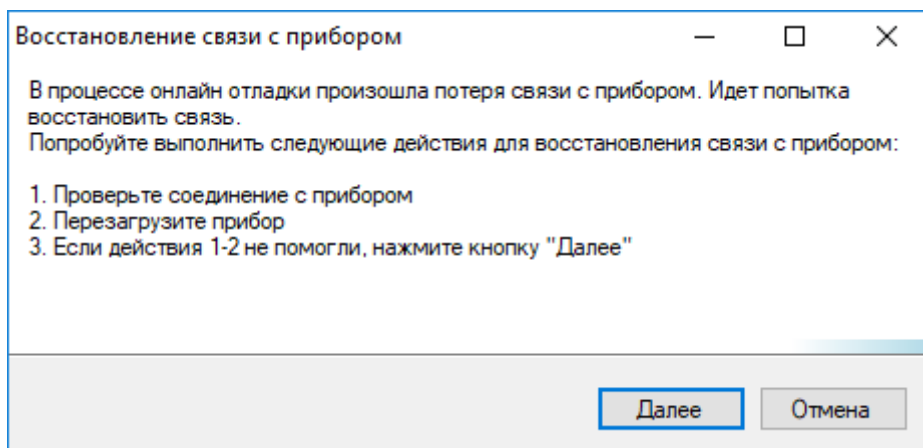 Восстановление связи с прибором
В процессе онлайн отладки произошла потеря связи с прибором. Идет попытка
восстановить связь.
Попробуйте выполнить следующие действия для восстановления связи с прибором:
1. Проверьте соединение с прибором
2. Перезагрузите прибор
3. Если действия 1-2 не помогли, нажмите кнопку "Далее"
Далее
Отмена